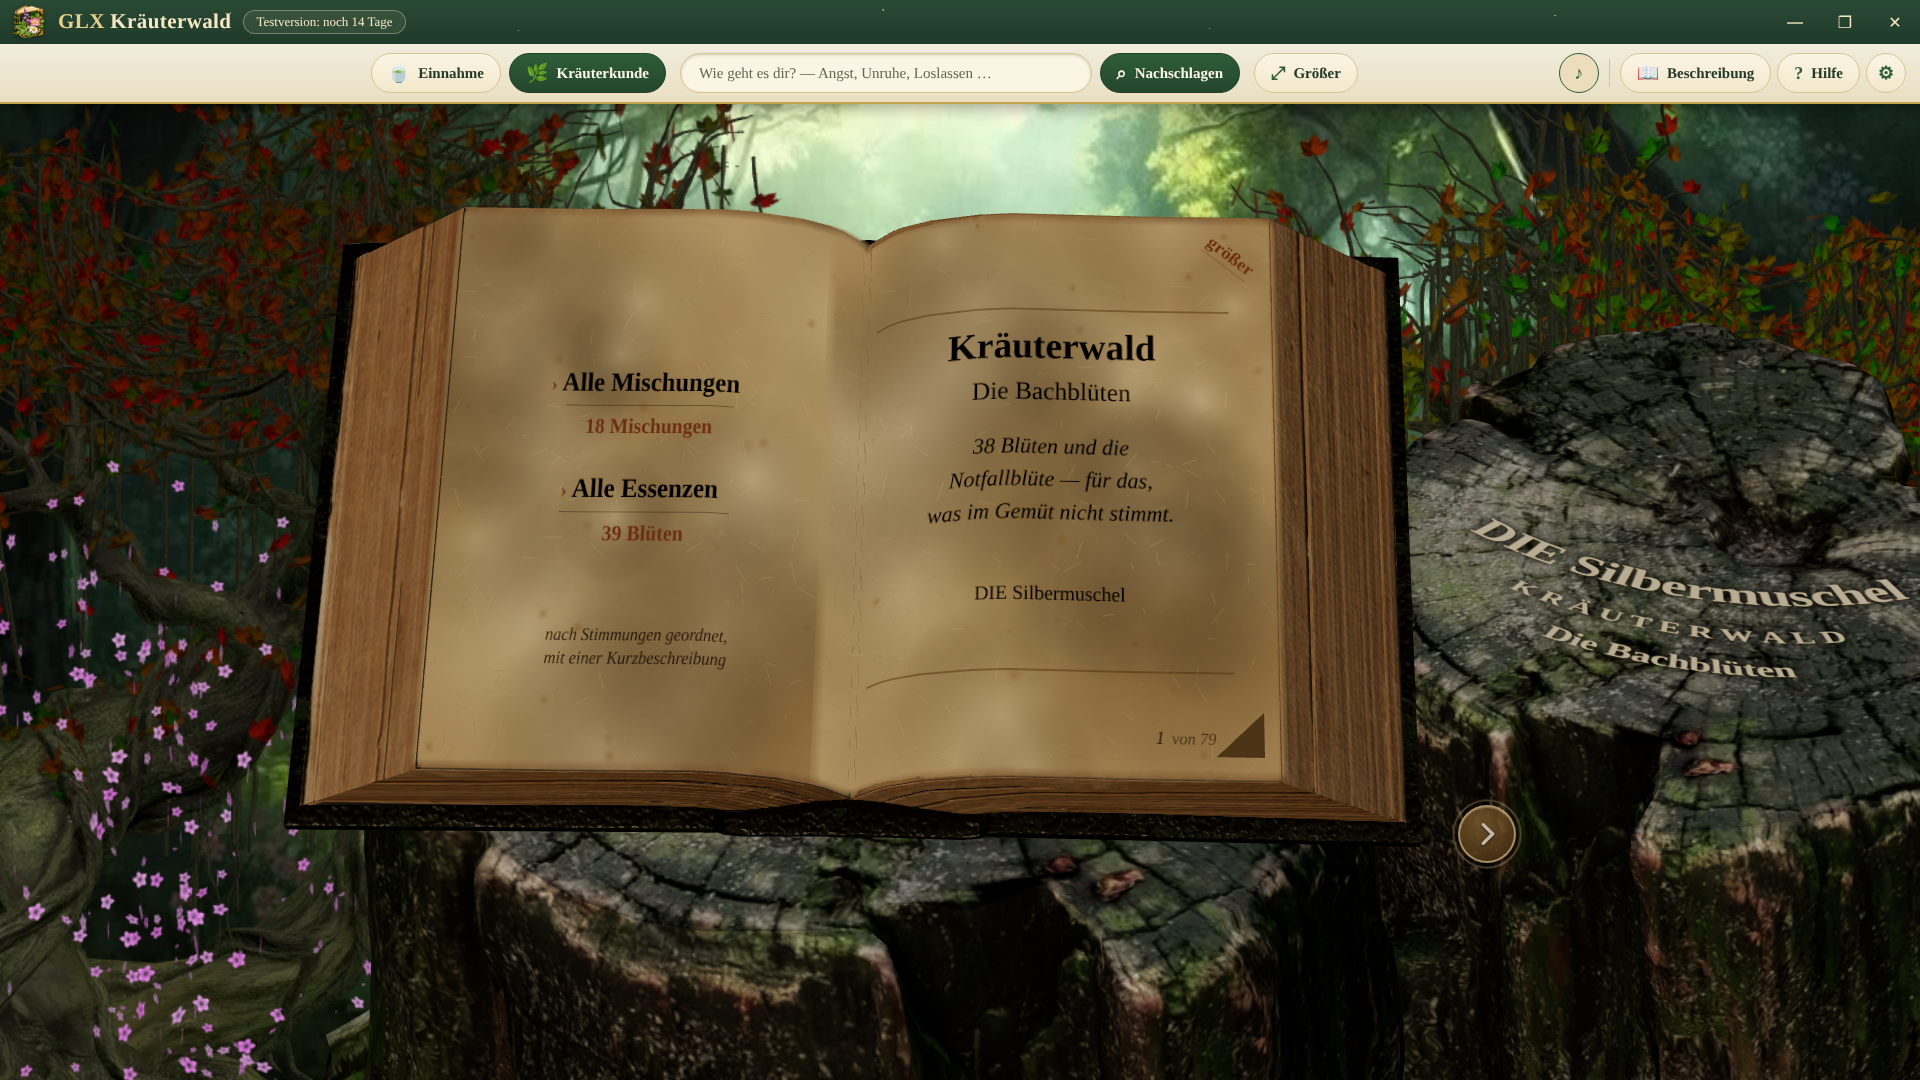 GLX Kräuterwald
Testversion: noch 14 Tage
Einnahme
Kräuterkunde
Wie geht es dir? — Angst, Unruhe, Loslassen …
Nachschlagen
Größer
Beschreibung
? Hilfe
größer
› Alle Mischungen
18 Mischungen
› Alle Essenzen
39 Blüten
nach Stimmungen geordnet,
mit einer Kurzbeschreibung
Kräuterwald
Die Bachblüten
38 Blüten und die
Notfallblüte — für das,
was im Gemüt nicht stimmt.
DIE Silbermuschel
1 von 79
DIE Silbermuschel
KRÄUTERWALD
Die Bachblüten